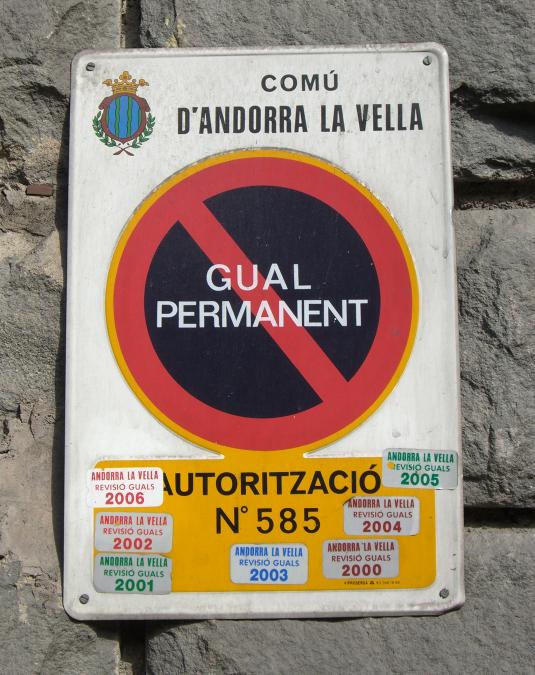 COMÚ
D'ANDORRA LA VELLA
GUAL
PERMANENT
AUTORITZACIÓ
N° 585
ANDORRA LA VELLA
REVISIÓ GUALS
2006
ANDORRA LA VELLA
REVISIÓ GUALS
2005
ANDORRA LA VELLA
REVISIÓ GUALS
2002
ANDORRA LA VELLA
REVISIÓ GUALS
2004
ANDORRA LA VELLA
REVISIÓ GUALS
2001
ANDORRA LA VELLA
REVISIÓ GUALS
2003
ANDORRA LA VELLA
REVISIÓ GUALS
2000